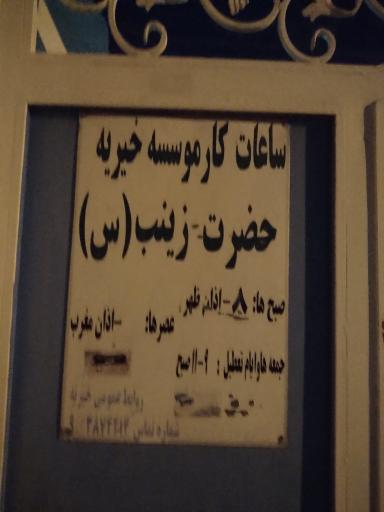 ساعات کار موسسه خیریه
حضرت زینب (س)
صبح ها: ۸ - اذان ظهر عصرها: - اذان مغرب
جمعه ها و ایام تعطیل : ۹-۱۱ صبح
روابط عمومی خیریه
شماره تماس